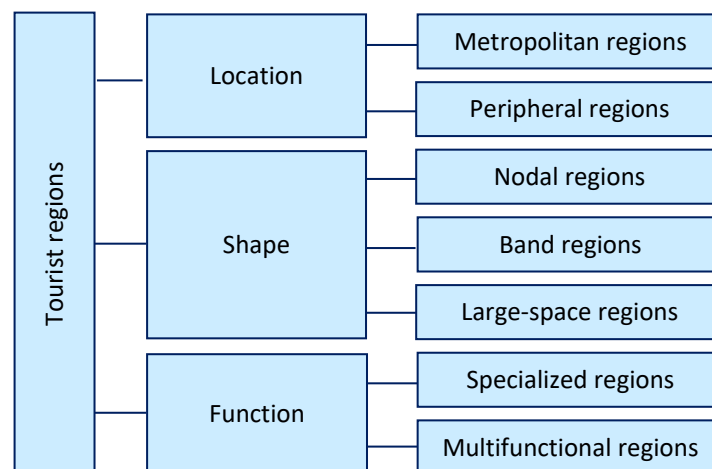 Tourist regions
Location
Metropolitan regions
Peripheral regions
Shape
Nodal regions
Band regions
Large-space regions
Function
Specialized regions
Multifunctional regions